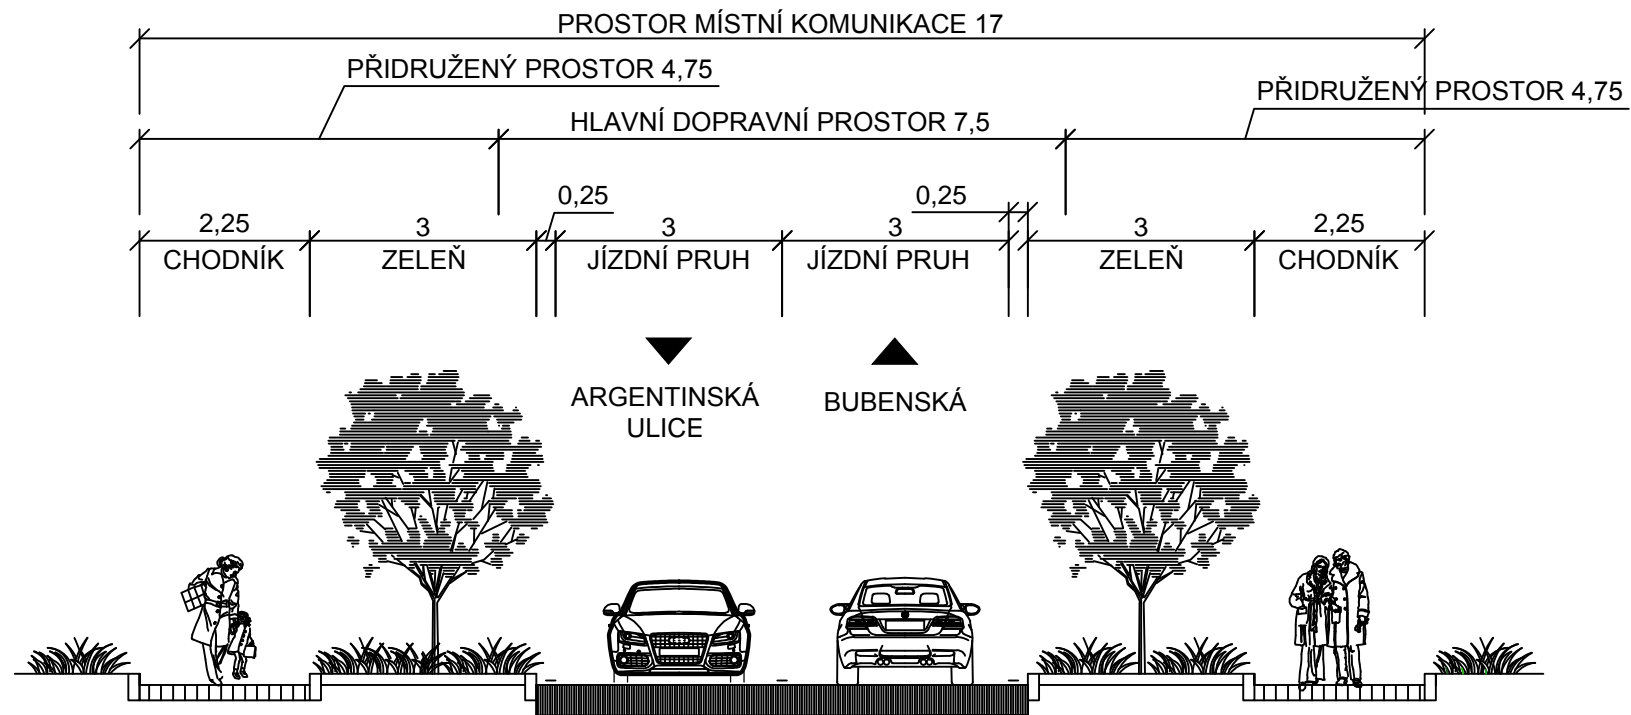 PROSTOR MÍSTNÍ KOMUNIKACE 17
PŘIDRUŽENÝ PROSTOR 4,75
PŘIDRUŽENÝ PROSTOR 4,75
HLAVNÍ DOPRAVNÍ PROSTOR 7,5
0,25
0,25
2,25
3
3
3
3
2,25
CHODNÍK
ZELEŇ
JÍZDNÍ PRUH
JÍZDNÍ PRUH
ZELEŇ
CHODNÍK
ARGENTINSKÁ
ULICE
BUBENSKÁ